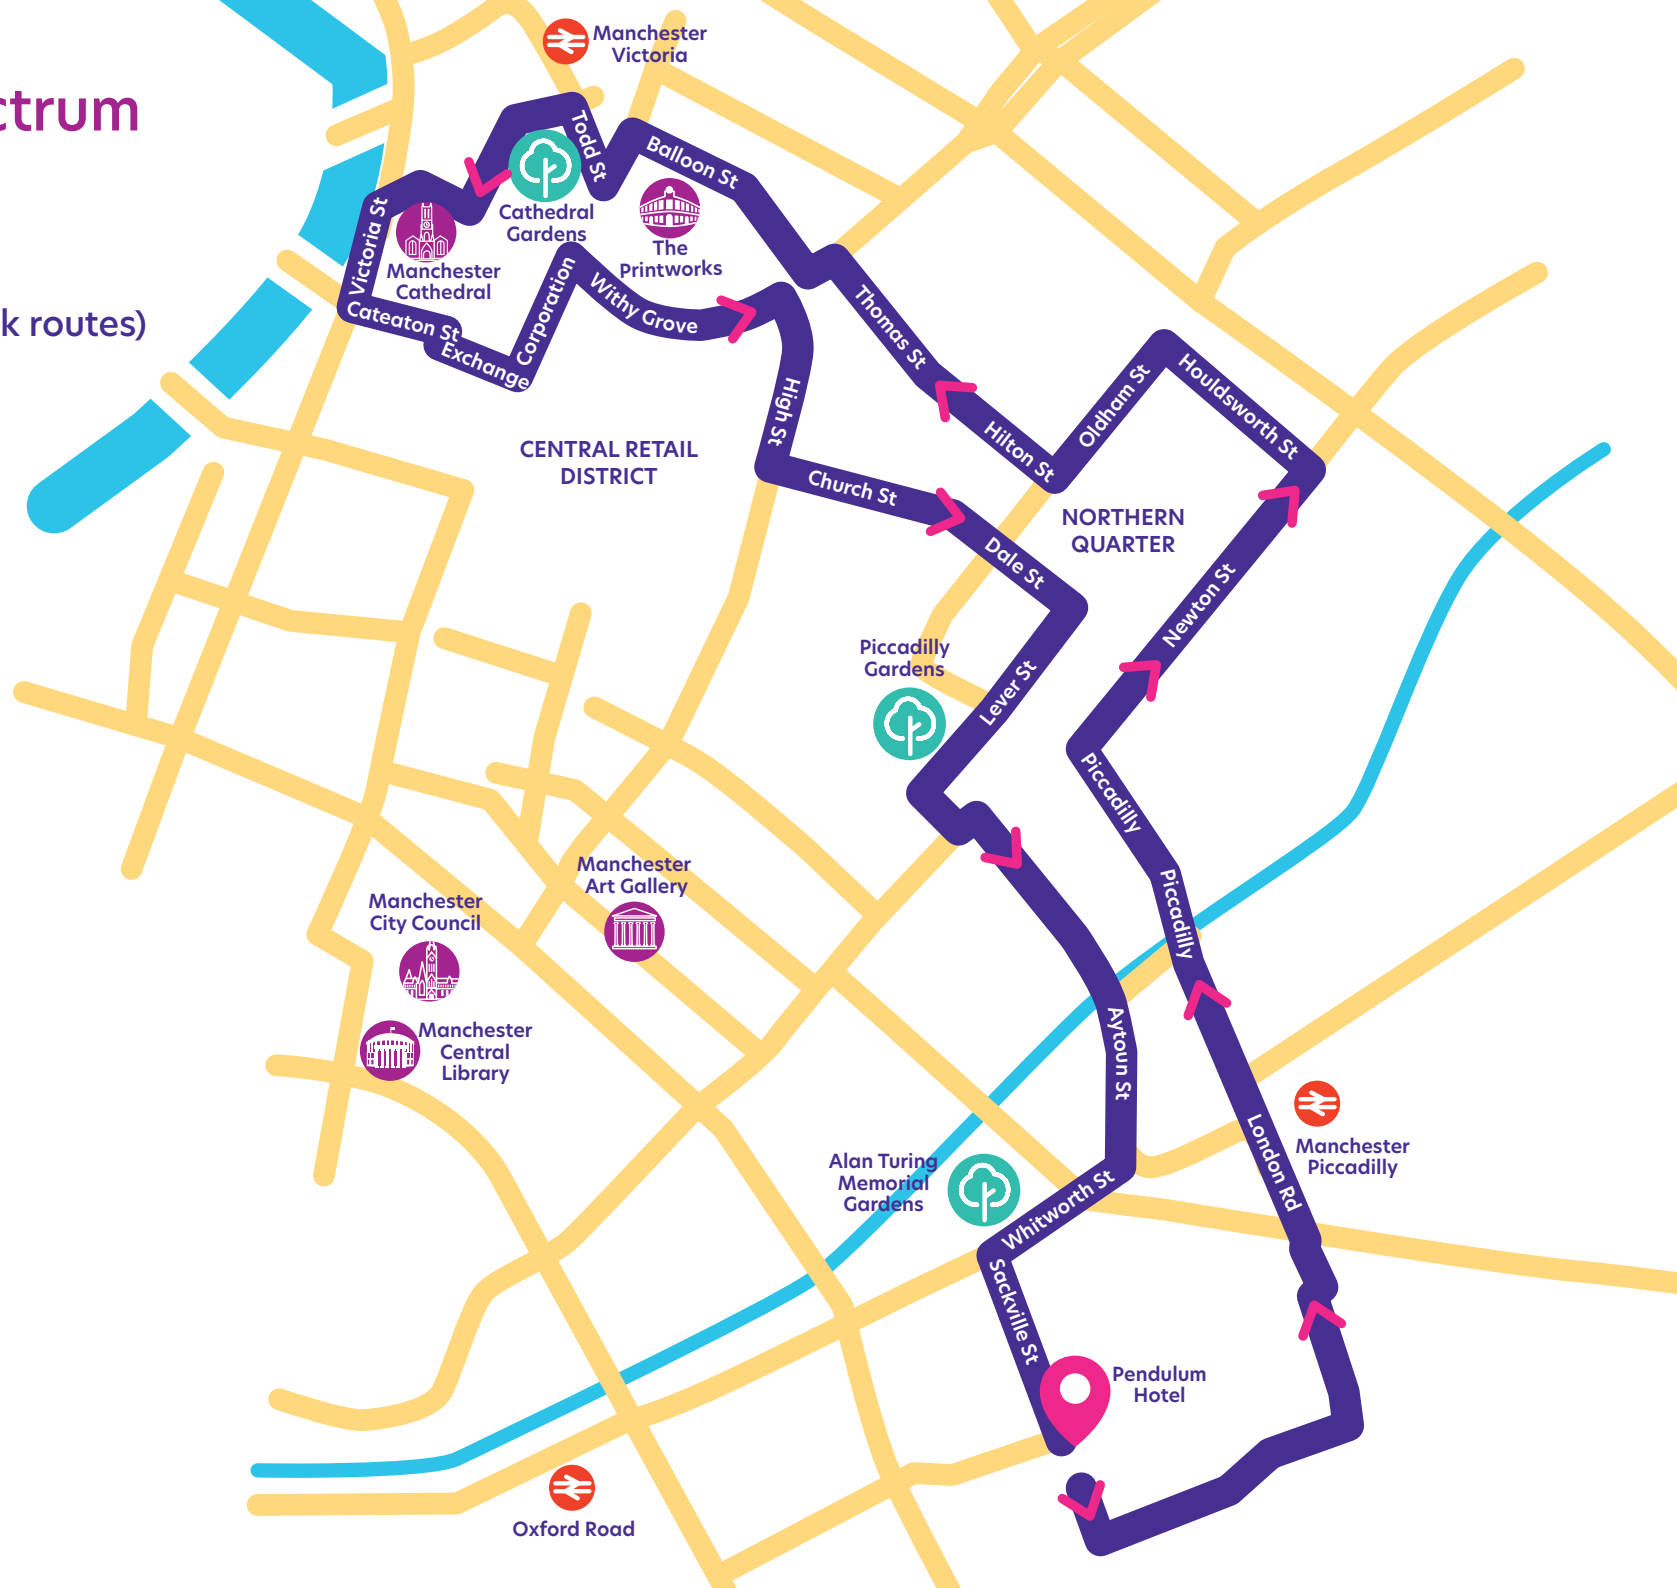 ctrum
k routes)
Manchester
Victoria
Todd St
Balloon St
Cathedral
Gardens
The
Printworks
Victoria St
Manchester
Cathedral
Cateaton St
Exchange
Corporation
Withy Grove
High St
Thomas St
CENTRAL RETAIL
DISTRICT
Church St
Hilton St
Oldham St
Houldsworth St
NORTHERN
QUARTER
Dale St
Newton St
Piccadilly
Gardens
Lever St
Piccadilly
Manchester
Art Gallery
Manchester
City Council
Piccadilly
Manchester
Central
Library
Aytoun St
London Rd
Manchester
Piccadilly
Alan Turing
Memorial
Gardens
Whitworth St
Sackville St
Pendulum
Hotel
Oxford Road